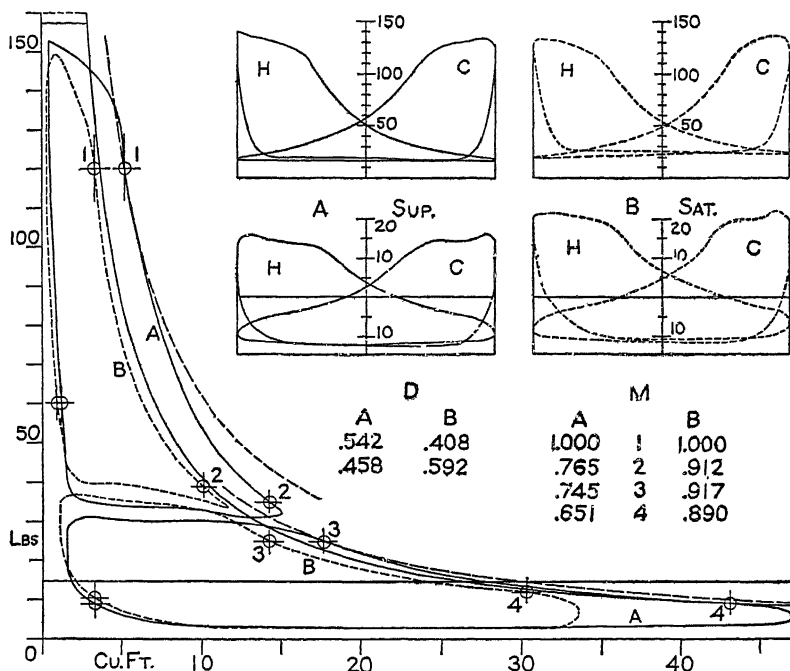 150
100
50
LBS
0
CU.FT.
10
20
30
40
1 1
2
2
3
3
4
4
A
B
B
A
150
100
50
H
C
150
100
50
H
C
A SUP.
B SAT.
20
10
10
H
C
20
10
10
H
C
D
A B
.542 .408
.458 .592
M
A B
1.000 1 1.000
.765 2 .912
.745 3 .917
.651 4 .890